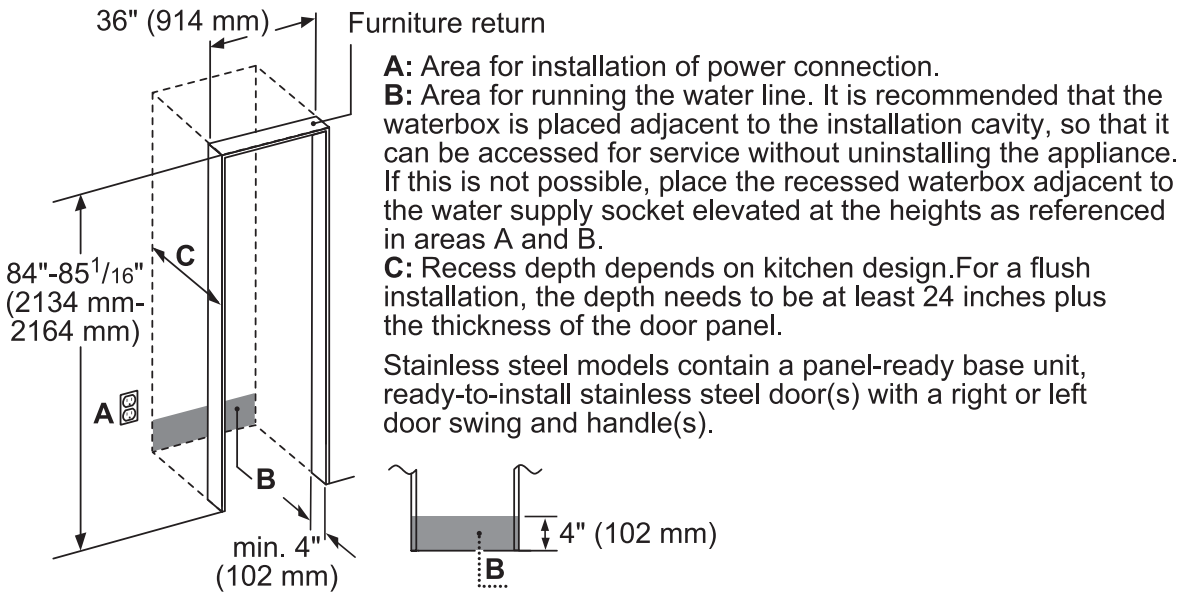 36" (914 mm)
Furniture return
A: Area for installation of power connection.
B: Area for running the water line. It is recommended that the
waterbox is placed adjacent to the installation cavity, so that it
can be accessed for service without uninstalling the appliance.
If this is not possible, place the recessed waterbox adjacent to
the water supply socket elevated at the heights as referenced
in areas A and B.
C: Recess depth depends on kitchen design.For a flush
installation, the depth needs to be at least 24 inches plus
the thickness of the door panel.
Stainless steel models contain a panel-ready base unit,
ready-to-install stainless steel door(s) with a right or left
door swing and handle(s).
C
84"-85 1/16"
(2134 mm-
2164 mm)
A
B
min. 4"
(102 mm)
4" (102 mm)
B